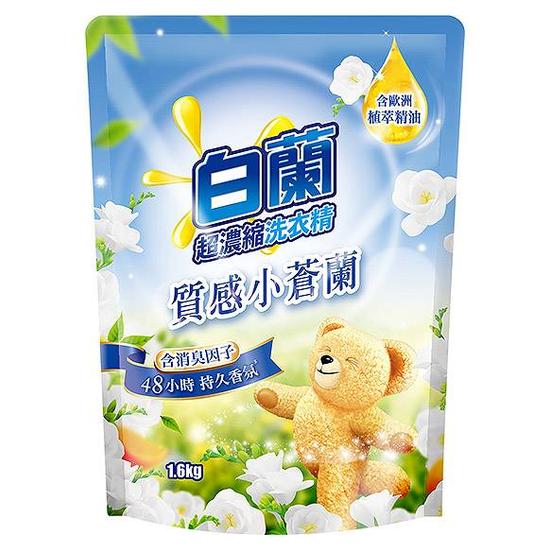 含歐洲
植萃精油
白蘭
超濃縮洗衣精
質感小蒼蘭
含消臭因子
48小時 持久香氛
1.6kg